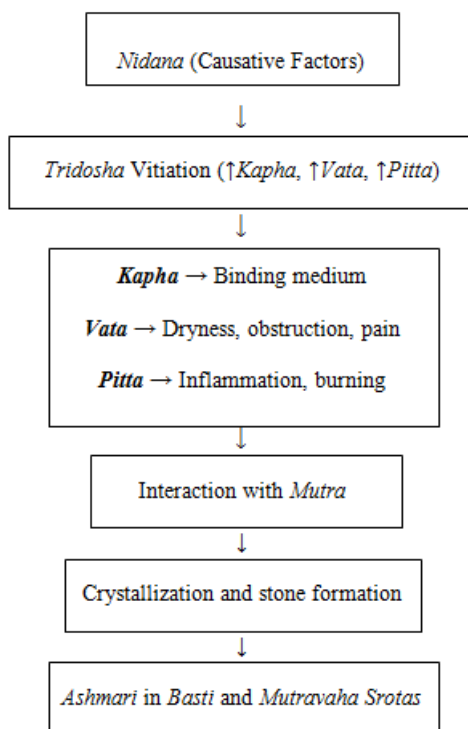 Nidana (Causative Factors)
↓
Tridosha Vitiation (↑Kapha, ↑Vata, ↑Pitta)
↓
Kapha → Binding medium
Vata → Dryness, obstruction, pain
Pitta → Inflammation, burning
↓
Interaction with Mutra
↓
Crystallization and stone formation
↓
Ashmari in Basti and Mutravaha Srotas